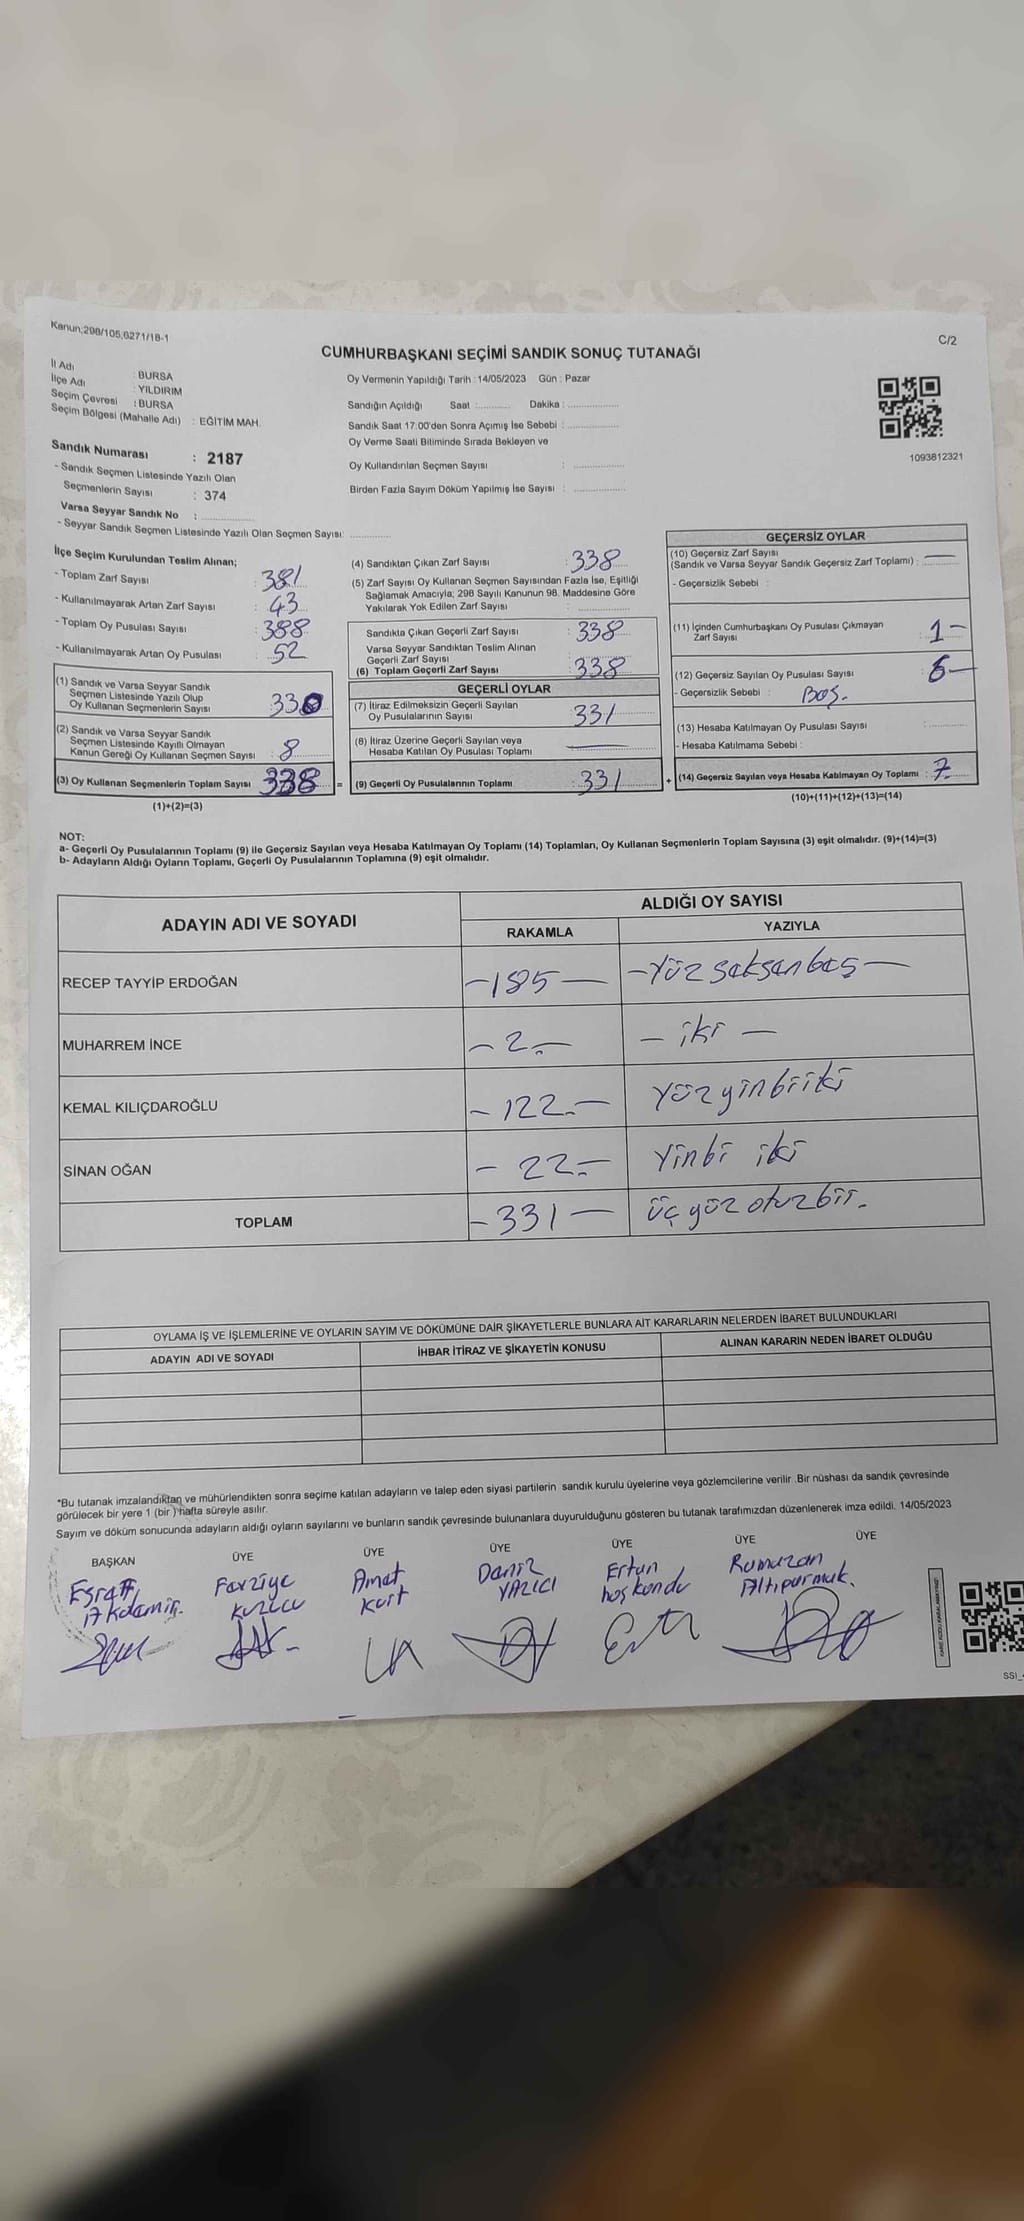 Kanun;298/105,6271/18-1
C/2
CUMHURBAŞKANI SEÇİMİ SANDIK SONUÇ TUTANAĞI
İl Adı : BURSA
İlçe Adı : YILDIRIM
Seçim Çevresi : BURSA
Seçim Bölgesi (Mahalle Adı) : EĞİTİM MAH.
Sandık Numarası : 2187
- Sandık Seçmen Listesinde Yazılı Olan
Seçmenlerin Sayısı : 374
Varsa Seyyar Sandık No :
- Seyyar Sandık Seçmen Listesinde Yazılı Olan Seçmen Sayısı:
Oy Vermenin Yapıldığı Tarih : 14/05/2023 Gün : Pazar
Sandığın Açıldığı Saat : Dakika :
Sandık Saat 17:00'den Sonra Açımış İse Sebebi :
Oy Verme Saati Bitiminde Sırada Bekleyen ve
Oy Kullandırılan Seçmen Sayısı :
Birden Fazla Sayım Döküm Yapılmış İse Sayısı :
1093812321
İlçe Seçim Kurulundan Teslim Alınan;
- Toplam Zarf Sayısı : 381
- Kullanılmayarak Artan Zarf Sayısı : 43
- Toplam Oy Pusulası Sayısı : 388
- Kullanılmayarak Artan Oy Pusulası : 52
(1) Sandık ve Varsa Seyyar Sandık
Seçmen Listesinde Yazılı Olup
Oy Kullanan Seçmenlerin Sayısı : 330
(2) Sandık ve Varsa Seyyar Sandık
Seçmen Listesinde Kayıtlı Olmayan
Kanun Gereği Oy Kullanan Seçmen Sayısı : 8
(3) Oy Kullanan Seçmenlerin Toplam Sayısı : 338 =
(1)+(2)=(3)
(4) Sandıktan Çıkan Zarf Sayısı : 338
(5) Zarf Sayısı Oy Kullanan Seçmen Sayısından Fazla İse, Eşitliği
Sağlamak Amacıyla; 298 Sayılı Kanunun 98. Maddesine Göre
Yakılarak Yok Edilen Zarf Sayısı :
Sandıkta Çıkan Geçerli Zarf Sayısı : 338
Varsa Seyyar Sandıktan Teslim Alınan
Geçerli Zarf Sayısı :
(6) Toplam Geçerli Zarf Sayısı : 338
GEÇERLİ OYLAR
(7) İtiraz Edilmeksizin Geçerli Sayılan
Oy Pusulalarının Sayısı : 331
(8) İtiraz Üzerine Geçerli Sayılan veya
Hesaba Katılan Oy Pusulası Toplamı
(9) Geçerli Oy Pusulalarının Toplamı : 331 +
GEÇERSİZ OYLAR
(10) Geçersiz Zarf Sayısı
(Sandık ve Varsa Seyyar Sandık Geçersiz Zarf Toplamı) :
- Geçersizlik Sebebi :
(11) İçinden Cumhurbaşkanı Oy Pusulası Çıkmayan
Zarf Sayısı : 1 -
(12) Geçersiz Sayılan Oy Pusulası Sayısı : 6 -
- Geçersizlik Sebebi : Boş.
(13) Hesaba Katılmayan Oy Pusulası Sayısı :
- Hesaba Katılmama Sebebi :
(14) Geçersiz Sayılan veya Hesaba Katılmayan Oy Toplamı : 7
(10)+(11)+(12)+(13)=(14)
NOT:
a- Geçerli Oy Pusulalarının Toplamı (9) ile Geçersiz Sayılan veya Hesaba Katılmayan Oy Toplamı (14) Toplamları, Oy Kullanan Seçmenlerin Toplam Sayısına (3) eşit olmalıdır. (9)+(14)=(3)
b- Adayların Aldığı Oyların Toplamı, Geçerli Oy Pusulalarının Toplamına (9) eşit olmalıdır.
ADAYIN ADI VE SOYADI
ALDIĞI OY SAYISI
RAKAMLA YAZIYLA
RECEP TAYYİP ERDOĞAN - 185 - - Yüz seksen beş -
MUHARREM İNCE - 2 - - iki -
KEMAL KILIÇDAROĞLU - 122 - Yüz yirmi iki
SİNAN OĞAN - 22 - Yirmi iki
TOPLAM - 331 - üç yüz otuz bir.
OYLAMA İŞ VE İŞLEMLERİNE VE OYLARIN SAYIM VE DÖKÜMÜNE DAİR ŞİKAYETLERLE BUNLARA AİT KARARLARIN NELERDEN İBARET BULUNDUKLARI
ADAYIN ADI VE SOYADI İHBAR İTİRAZ VE ŞİKAYETİN KONUSU ALINAN KARARIN NEDEN İBARET OLDUĞU
*Bu tutanak imzalandıktan ve mühürlendikten sonra seçime katılan adayların ve talep eden siyasi partilerin sandık kurulu üyelerine veya gözlemcilerine verilir .Bir nüshası da sandık çevresinde
görülecek bir yere 1 (bir ) hafta süreyle asılır.
Sayım ve döküm sonucunda adayların aldığı oyların sayılarını ve bunların sandık çevresinde bulunanlara duyurulduğunu gösteren bu tutanak tarafımızdan düzenlenerek imza edildi. 14/05/2023
BAŞKAN ÜYE ÜYE ÜYE ÜYE ÜYE ÜYE
Eşraf Akdamir. Farziye Kuzucu Amat Kurt Daniz YAZICI Ertan hoşkondu Ramazan Altıparmak.
SSI_